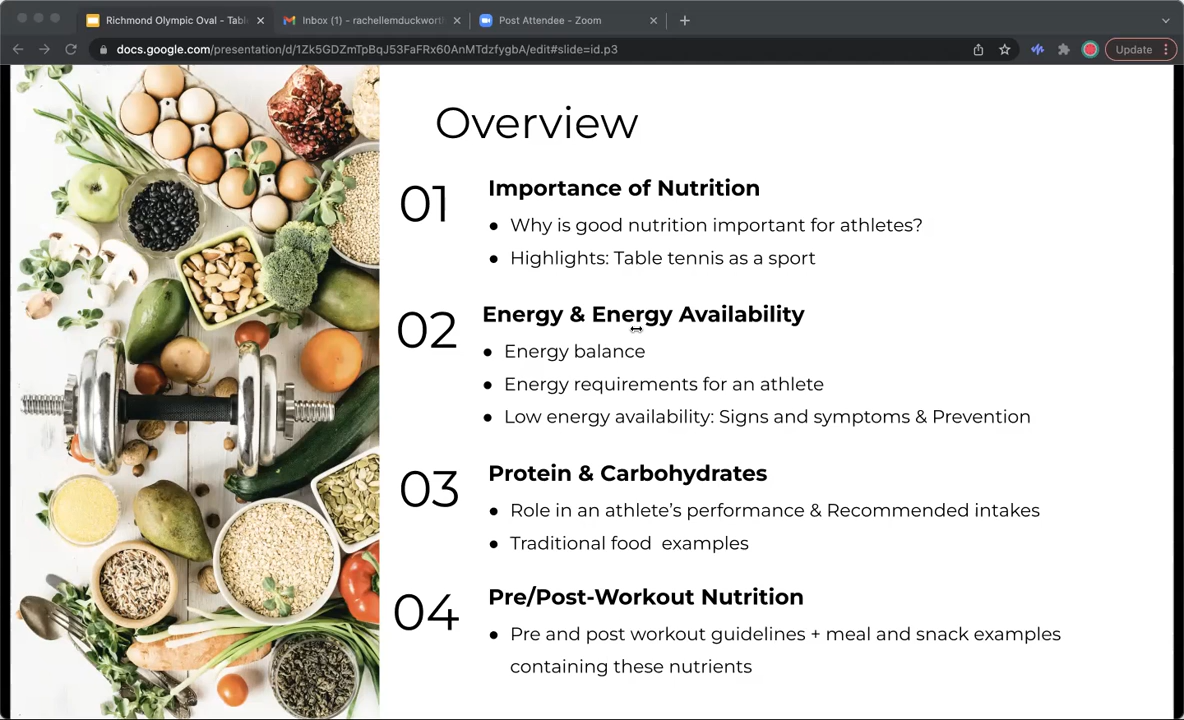 Richmond Olympic Oval - Tabl
Inbox (1) - rachellemduckwort
Post Attendee - Zoom
docs.google.com/presentation/d/1Zk5GDZmTpBqJ53FaFRx60AnMTdzfygbA/edit#slide=id.p3
Update
Overview
01
Importance of Nutrition
● Why is good nutrition important for athletes?
● Highlights: Table tennis as a sport
02
Energy & Energy Availability
● Energy balance
● Energy requirements for an athlete
● Low energy availability: Signs and symptoms & Prevention
03
Protein & Carbohydrates
● Role in an athlete’s performance & Recommended intakes
● Traditional food examples
04
Pre/Post-Workout Nutrition
● Pre and post workout guidelines + meal and snack examples
containing these nutrients